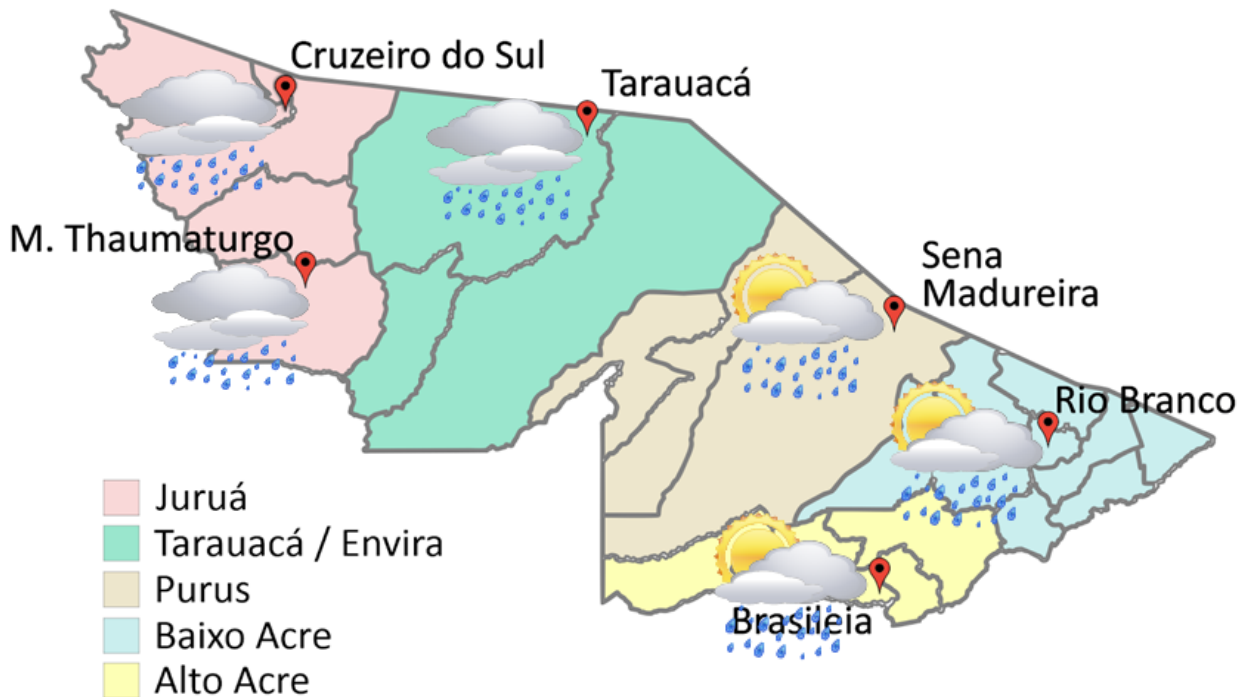 Cruzeiro do Sul
Tarauacá
M. Thaumaturgo
Sena
Madureira
Rio Branco
Brasileia
Juruá
Tarauacá / Envira
Purus
Baixo Acre
Alto Acre